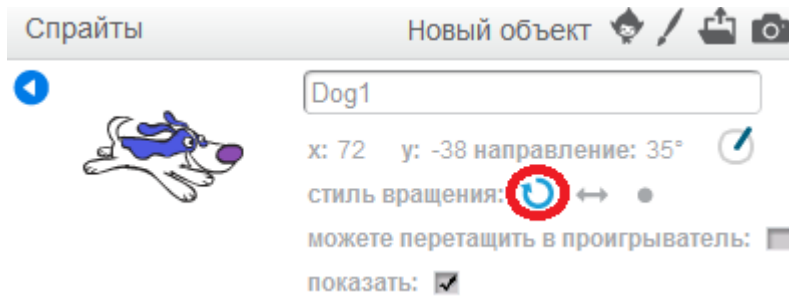 Спрайты Новый объект
Dog1
x: 72 y: -38 направление: 35°
стиль вращения:
можете перетащить в проигрыватель:
показать: